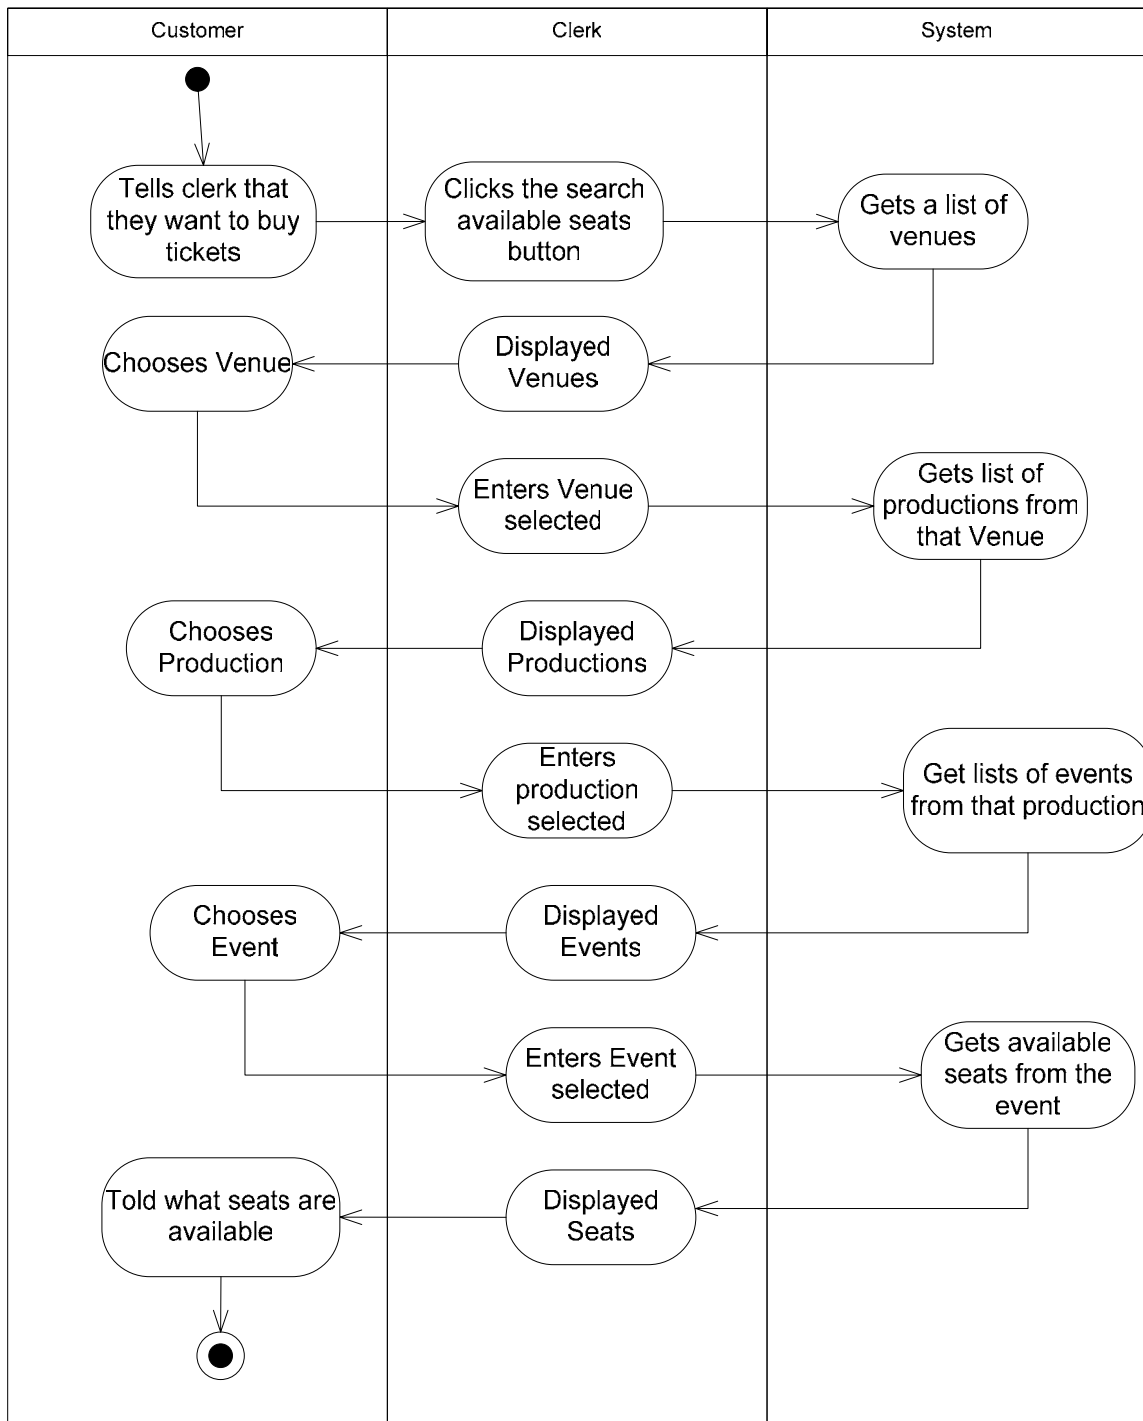 Customer
Clerk
System
Tells clerk that
they want to buy
tickets
Clicks the search
available seats
button
Gets a list of
venues
Chooses Venue
Displayed
Venues
Enters Venue
selected
Gets list of
productions from
that Venue
Chooses
Production
Displayed
Productions
Enters
production
selected
Get lists of events
from that production
Chooses
Event
Displayed
Events
Enters Event
selected
Gets available
seats from the
event
Told what seats are
available
Displayed
Seats